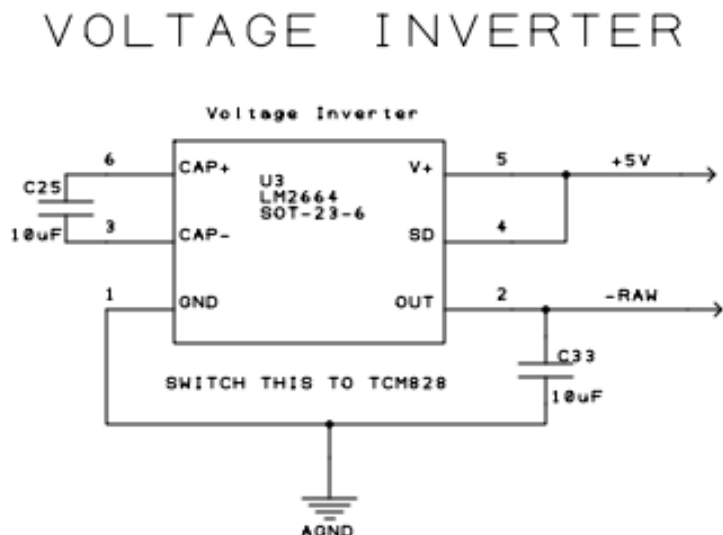 VOLTAGE INVERTER
Voltage Inverter
6
CAP+
U3
LM2664
SOT-23-6
V+
5
+5V
C25
10uF
3
CAP-
SD
4
1
GND
OUT
2
-RAW
SWITCH THIS TO TCM828
C33
10uF
AGND